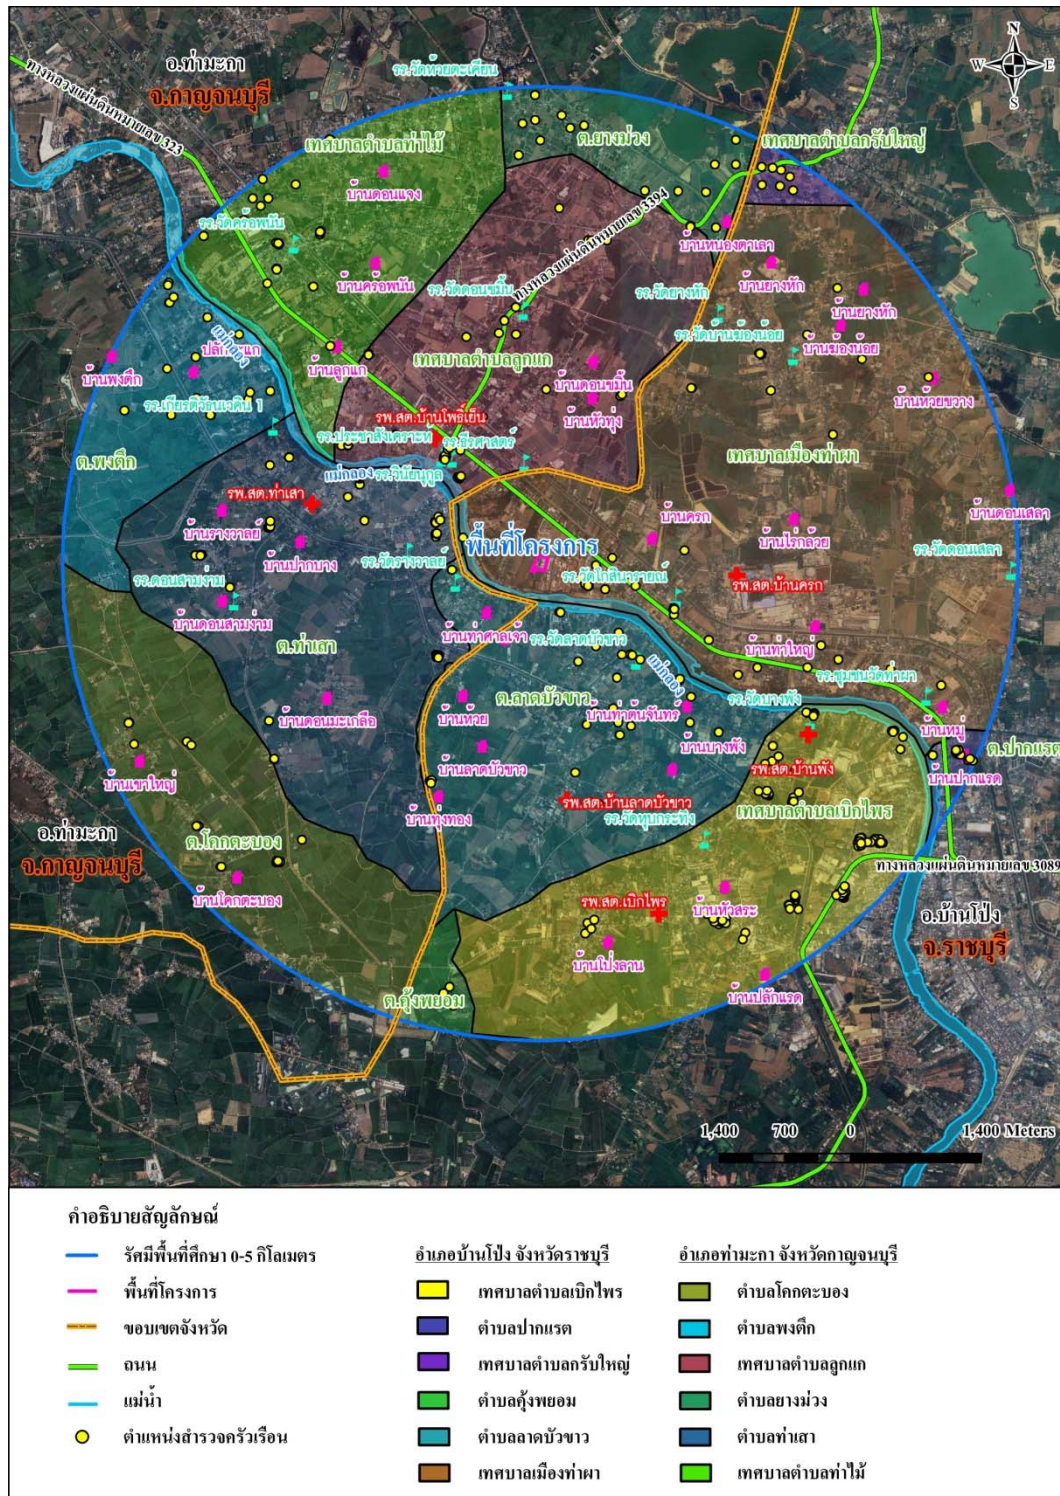 อ.ท่ามะกา
จ.กาญจนบุรี
ทางหลวงแผ่นดินหมายเลข 323
รร.วัดห้วยตะเคียน
N
W E
S
ต.ยางม่วง
เทศบาลตำบลกรับใหญ่
เทศบาลตำบลท่าไม้
บ้านดอนแจง
รร.วัดคร้อพนัน
บ้านคร้อพนัน
ทางหลวงแผ่นดินหมายเลข 3394
บ้านหนองตาเลา
บ้านยางหัก
รร.วัดดอนขมิ้น
รร.วัดยางหัก
บ้านยางหัก
รร.วัดบ้านฆ้องน้อย
บ้านฆ้องน้อย
แม่กลอง
บ้านพงตึก
บ้านลูกแก
เทศบาลตำบลลูกแก
บ้านดอนขมิ้น
บ้านห้วยขวาง
บ้านหัวทุ่ง
รพ.สต.บ้านโพธิ์เย็น
รร.ประชาสังเคราะห
รร.ธีรศาสตร์
เทศบาลเมืองท่าผา
ต.พงตึก
แม่กลอง
รร.วินัยนุกูล
รพ.สต.ท่าเสา
บ้านดอนเสลา
บ้านรางวาลย์
บ้านครก
บ้านไร่กล้วย
บ้านปากบาง
พื้นที่โครงการ
รร.วัดรางวาลย์
รร.วัดดอนเสลา
รร.ดอนสามง่าม
รร.วัดโกสินารายณ์
รพ.สต.บ้านครก
บ้านดอนสามง่าม
บ้านท่าศาลเจ้า
บ้านท่าใหญ่
ต.ท่าเสา
รร.วัดลาดบัวขาว
แม่กลอง
รร.ชุมชนวัดท่าผา
บ้านดอนมะเกลือ
บ้านห้วย
ต.ลาดบัวขาว
รร.วัดบางพัง
บ้านท่าต้นจันทร์
บ้านหมู่
บ้านลาดบัวขาว
บ้านบางพัง
ต.ปากแรต
บ้านเขาใหญ่
รพ.สต.บ้านพัง
บ้านปากแรด
บ้านทุ่งทอง
รพ.สต.บ้านลาดบัวขาว
เทศบาลตำบลเบิกไพร
รร.วัดหุบกระทิง
อ.ท่ามะกา
จ.กาญจนบุรี
ต.โคกตะบอง
ทางหลวงแผ่นดินหมายเลข 3089
บ้านโคกตะบอง
รพ.สต.เบิกไพร
บ้านหัวสระ
อ.บ้านโป่ง
จ.ราชบุรี
บ้านโป่งลาน
บ้านปลักแรด
ต.กุ้งพยอม
1,400 700 0 1,400 Meters
คำอธิบายสัญลักษณ์
รัศมีพื้นที่ศึกษา 0-5 กิโลเมตร
พื้นที่โครงการ
ขอบเขตจังหวัด
ถนน
แม่น้ำ
ตำแหน่งสำรวจครัวเรือน
อำเภอบ้านโป่ง จังหวัดราชบุรี
เทศบาลตำบลเบิกไพร
ตำบลปากแรต
เทศบาลตำบลกรับใหญ่
ตำบลคุ้งพยอม
ตำบลลาดบัวขาว
เทศบาลเมืองท่าผา
อำเภอท่ามะกา จังหวัดกาญจนบุรี
ตำบลโคกตะบอง
ตำบลพงตึก
เทศบาลตำบลลูกแก
ตำบลยางม่วง
ตำบลท่าเสา
เทศบาลตำบลท่าไม้